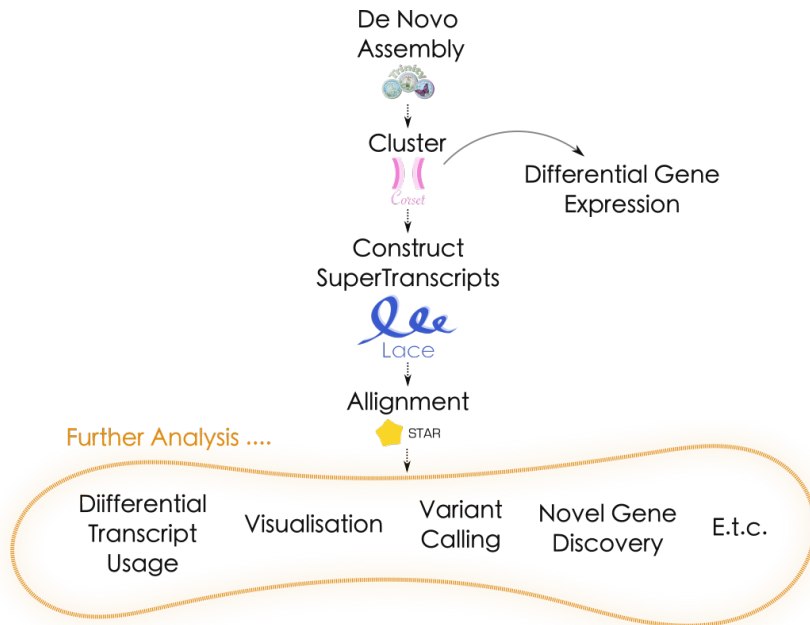 De Novo
Assembly
Trinity
Cluster
Corset
Differential Gene
Expression
Construct
SuperTranscripts
Lace
Allignment
STAR
Further Analysis ....
Diifferential
Transcript
Usage
Visualisation
Variant
Calling
Novel Gene
Discovery
E.t.c.